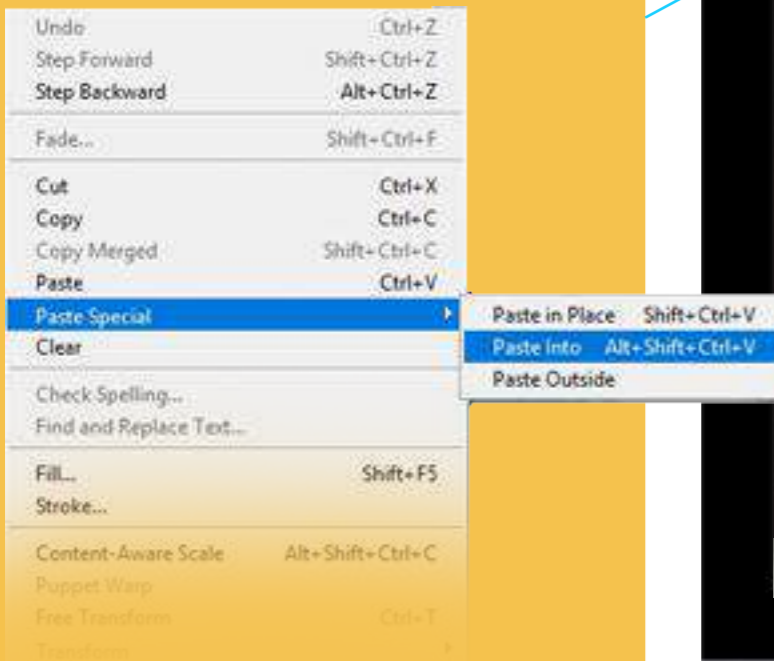 Undo Ctrl+Z
Step Forward Shift+Ctrl+Z
Step Backward Alt+Ctrl+Z
Fade... Shift+Ctrl+F
Cut Ctrl+X
Copy Ctrl+C
Copy Merged Shift+Ctrl+C
Paste Ctrl+V
Paste Special
Paste in Place Shift+Ctrl+V
Paste Into Alt+Shift+Ctrl+V
Paste Outside
Clear
Check Spelling...
Find and Replace Text...
Fill... Shift+F5
Stroke...
Content-Aware Scale Alt+Shift+Ctrl+C
Puppet Warp
Free Transform Ctrl+T
Transform